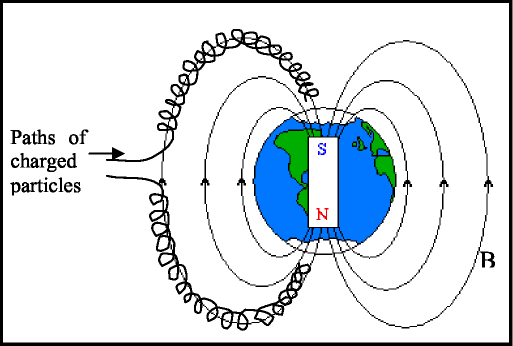 Paths of
charged
particles
S
N
B